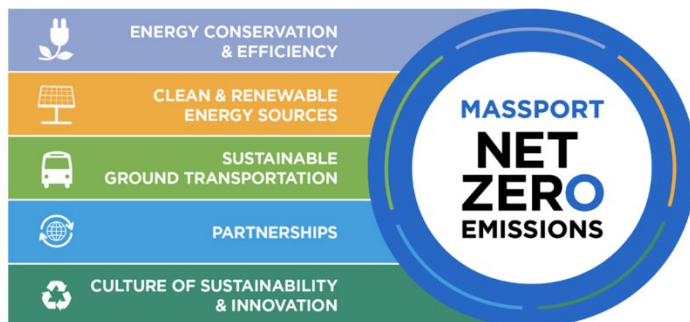 ENERGY CONSERVATION
& EFFICIENCY
CLEAN & RENEWABLE
ENERGY SOURCES
SUSTAINABLE
GROUND TRANSPORTATION
PARTNERSHIPS
CULTURE OF SUSTAINABILITY
& INNOVATION
MASSPORT
NET
ZERO
EMISSIONS